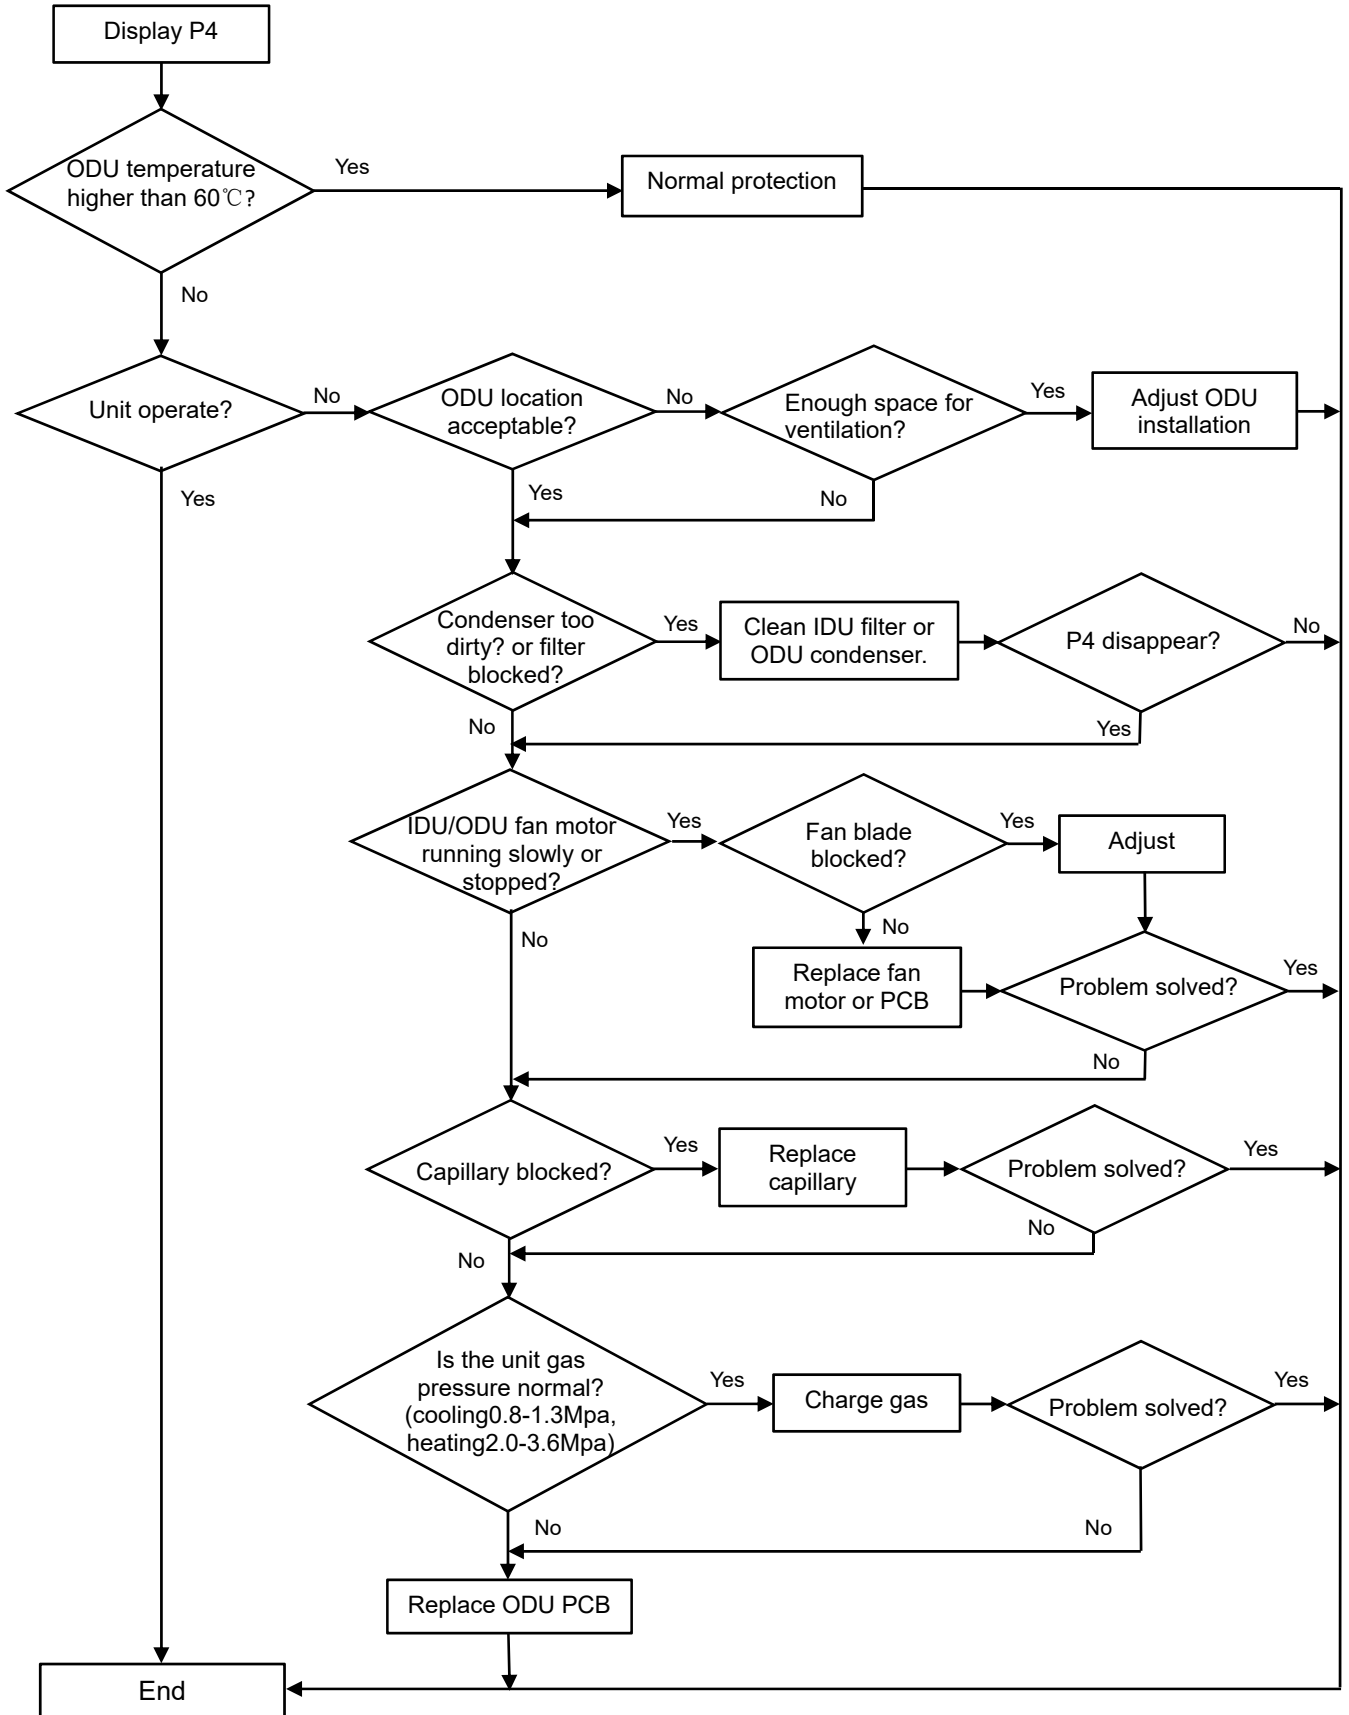 Display P4
ODU temperature
higher than 60℃?
Yes
Normal protection
No
Unit operate?
No
ODU location
acceptable?
No
Enough space for
ventilation?
Yes
Adjust ODU
installation
Yes
Yes
No
Condenser too
dirty? or filter
blocked?
Yes
Clean IDU filter or
ODU condenser.
P4 disappear?
No
No
Yes
IDU/ODU fan motor
running slowly or
stopped?
Yes
Fan blade
blocked?
Yes
Adjust
No
No
Replace fan
motor or PCB
Problem solved?
Yes
No
Capillary blocked?
Yes
Replace
capillary
Problem solved?
Yes
No
No
Is the unit gas
pressure normal?
(cooling0.8-1.3Mpa,
heating2.0-3.6Mpa)
Yes
Charge gas
Problem solved?
Yes
No
No
Replace ODU PCB
End